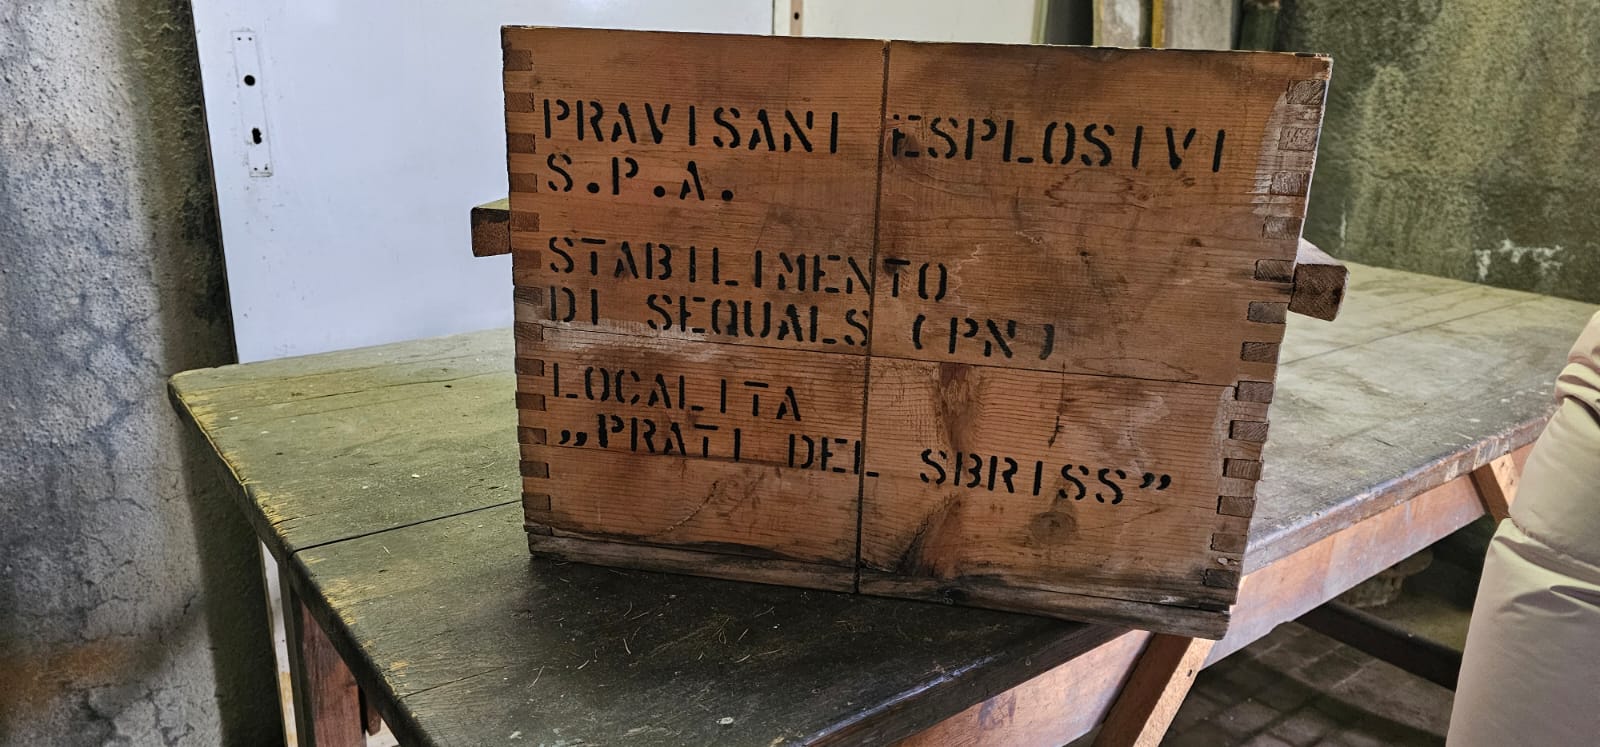 PRAVISANI ESPLOSIVI
S.P.A.
STABILIMENTO
DI SEQUALS (PN)
LOCALITA
„PRATI DEL SBRISS”